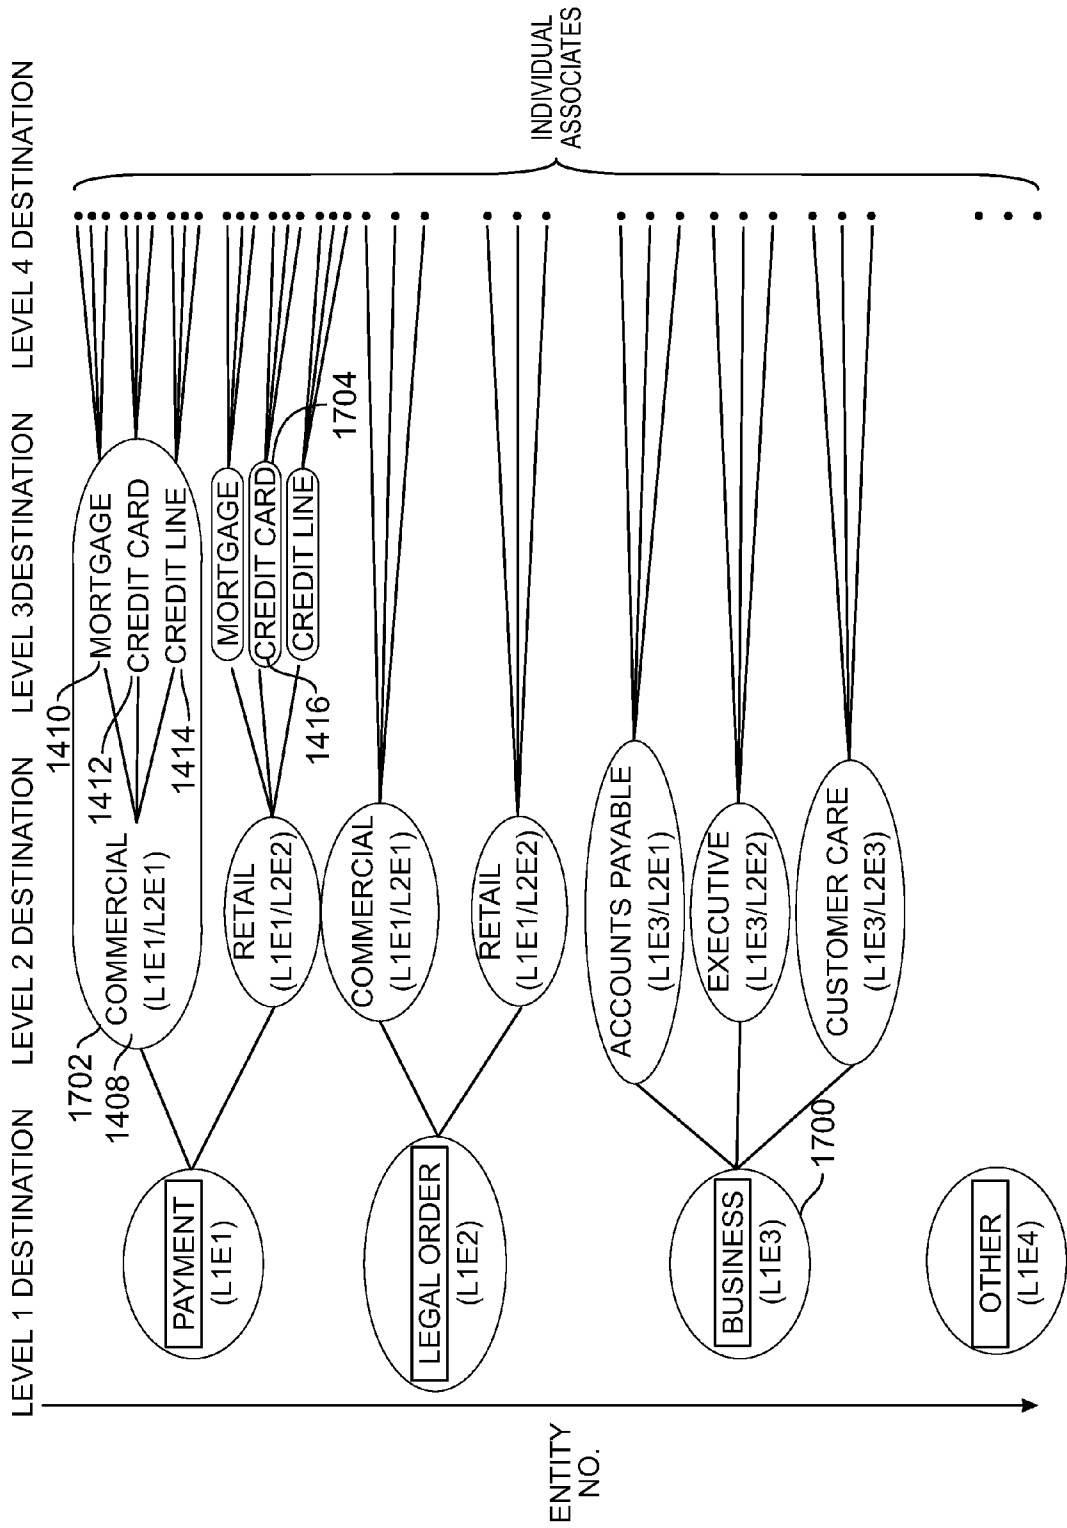 LEVEL 1 DESTINATION
LEVEL 2 DESTINATION
LEVEL 3DESTINATION
LEVEL 4 DESTINATION
ENTITY
NO.
PAYMENT
(L1E1)
1702
1408
COMMERCIAL
(L1E1/L2E1)
1410
1412
1414
MORTGAGE
CREDIT CARD
CREDIT LINE
RETAIL
(L1E1/L2E2)
MORTGAGE
CREDIT CARD
CREDIT LINE
1416
1704
LEGAL ORDER
(L1E2)
COMMERCIAL
(L1E1/L2E1)
RETAIL
(L1E1/L2E2)
BUSINESS
(L1E3)
1700
ACCOUNTS PAYABLE
(L1E3/L2E1)
EXECUTIVE
(L1E3/L2E2)
CUSTOMER CARE
(L1E3/L2E3)
OTHER
(L1E4)
INDIVIDUAL
ASSOCIATES